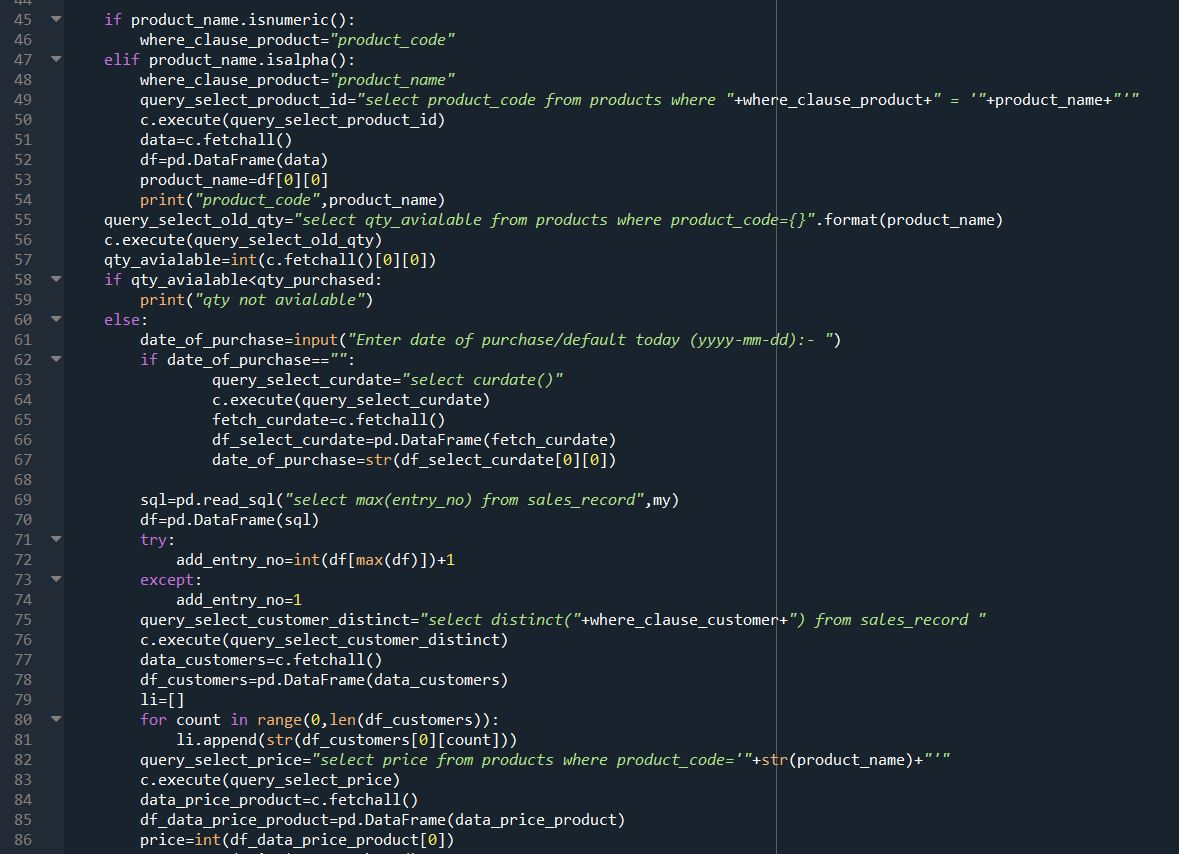 45 if product_name.isnumeric():
46 where_clause_product="product_code"
47 elif product_name.isalpha():
48 where_clause_product="product_name"
49 query_select_product_id="select product_code from products where "+where_clause_product+" = '"+product_name+"'"
50 c.execute(query_select_product_id)
51 data=c.fetchall()
52 df=pd.DataFrame(data)
53 product_name=df[0][0]
54 print("product_code",product_name)
55 query_select_old_qty="select qty_avialable from products where product_code={}".format(product_name)
56 c.execute(query_select_old_qty)
57 qty_avialable=int(c.fetchall()[0][0])
58 if qty_avialable<qty_purchased:
59 print("qty not avialable")
60 else:
61 date_of_purchase=input("Enter date of purchase/default today (yyyy-mm-dd):- ")
62 if date_of_purchase=="":
63 query_select_curdate="select curdate()"
64 c.execute(query_select_curdate)
65 fetch_curdate=c.fetchall()
66 df_select_curdate=pd.DataFrame(fetch_curdate)
67 date_of_purchase=str(df_select_curdate[0][0])
68
69 sql=pd.read_sql("select max(entry_no) from sales_record",my)
70 df=pd.DataFrame(sql)
71 try:
72 add_entry_no=int(df[max(df)])+1
73 except:
74 add_entry_no=1
75 query_select_customer_distinct="select distinct("+where_clause_customer+") from sales_record "
76 c.execute(query_select_customer_distinct)
77 data_customers=c.fetchall()
78 df_customers=pd.DataFrame(data_customers)
79 li=[]
80 for count in range(0,len(df_customers)):
81 li.append(str(df_customers[0][count]))
82 query_select_price="select price from products where product_code='"+str(product_name)+"'"
83 c.execute(query_select_price)
84 data_price_product=c.fetchall()
85 df_data_price_product=pd.DataFrame(data_price_product)
86 price=int(df_data_price_product[0])